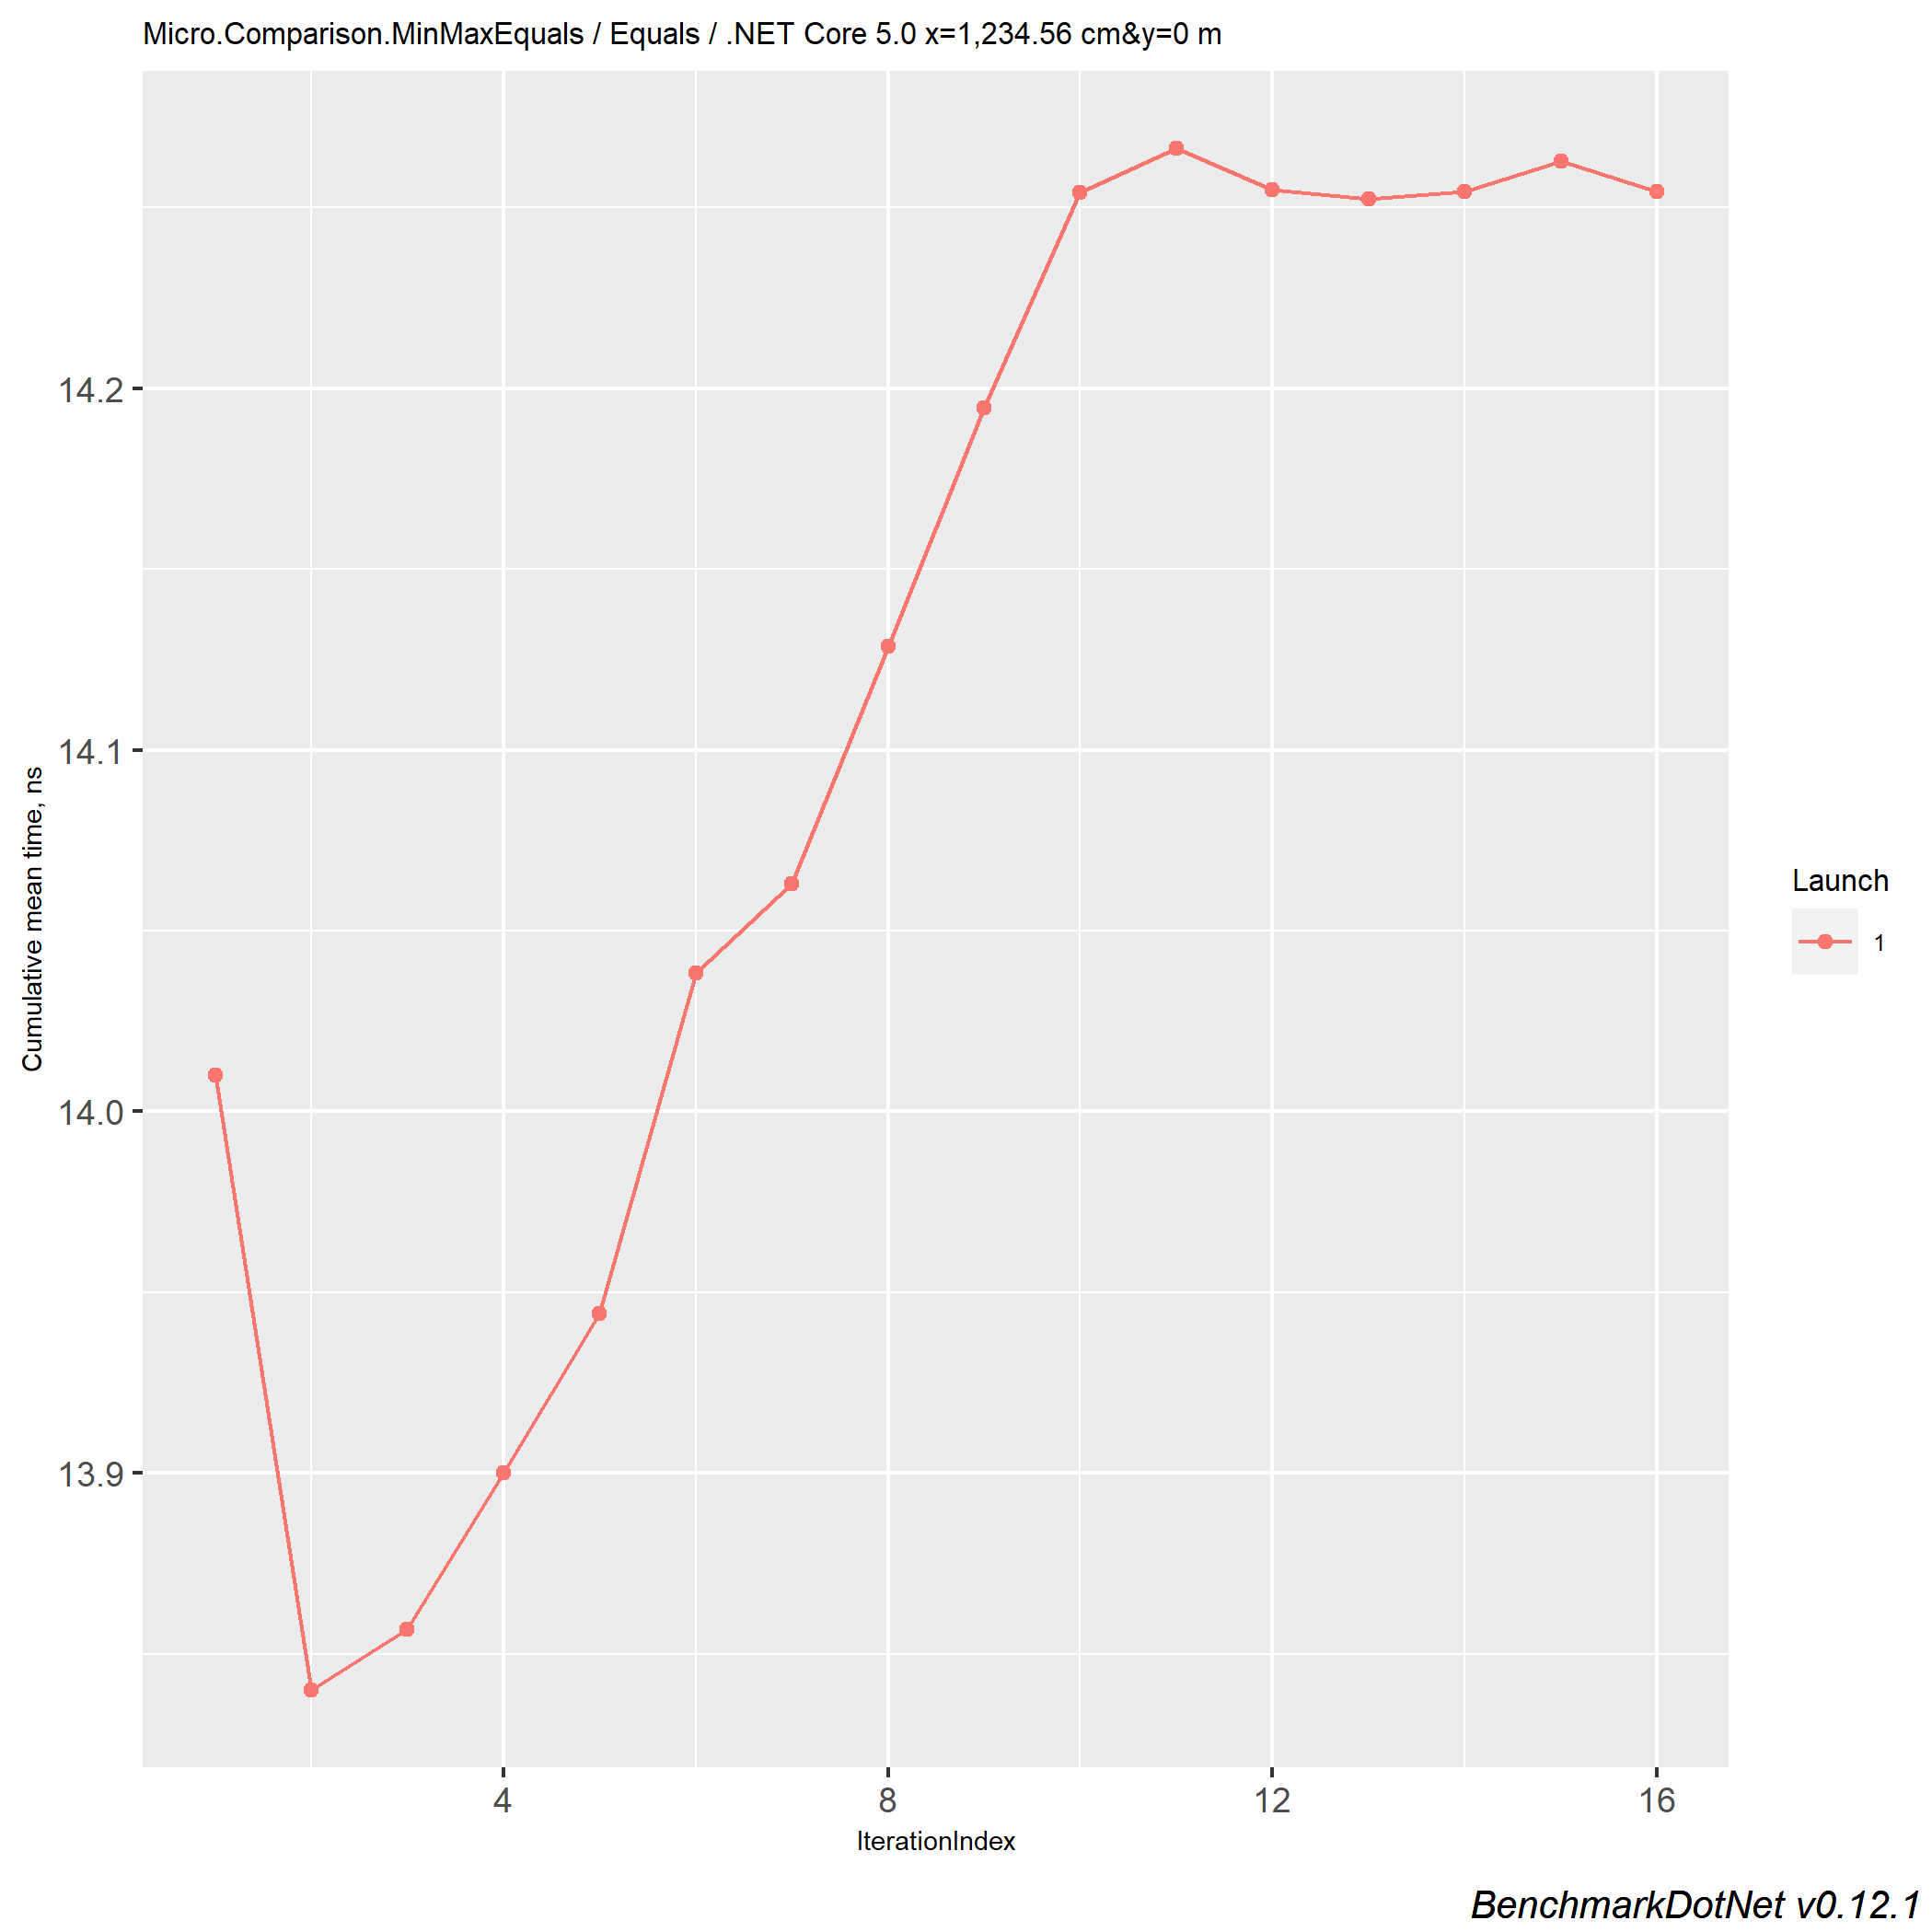 Micro.Comparison.MinMaxEquals / Equals / .NET Core 5.0 x=1,234.56 cm&y=0 m
Cumulative mean time, ns
14.2
14.1
14.0
13.9
4
8
12
16
IterationIndex
Launch
1
BenchmarkDotNet v0.12.1